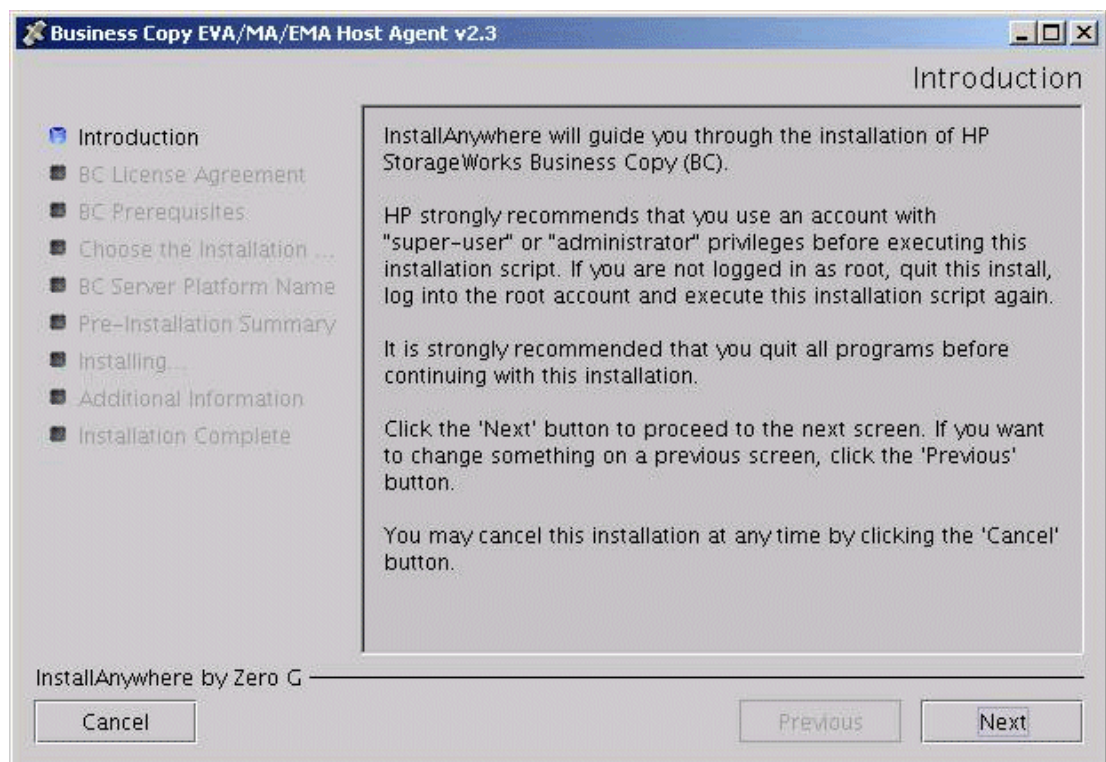 Business Copy EVA/MA/EMA Host Agent v2.3
Introduction
Introduction
BC License Agreement
BC Prerequisites
Choose the Installation ...
BC Server Platform Name
Pre-Installation Summary
Installing...
Additional Information
Installation Complete
InstallAnywhere will guide you through the installation of HP
StorageWorks Business Copy (BC).
HP strongly recommends that you use an account with
"super-user" or "administrator" privileges before executing this
installation script. If you are not logged in as root, quit this install,
log into the root account and execute this installation script again.
It is strongly recommended that you quit all programs before
continuing with this installation.
Click the 'Next' button to proceed to the next screen. If you want
to change something on a previous screen, click the 'Previous'
button.
You may cancel this installation at any time by clicking the 'Cancel'
button.
InstallAnywhere by Zero G
Cancel
Previous
Next